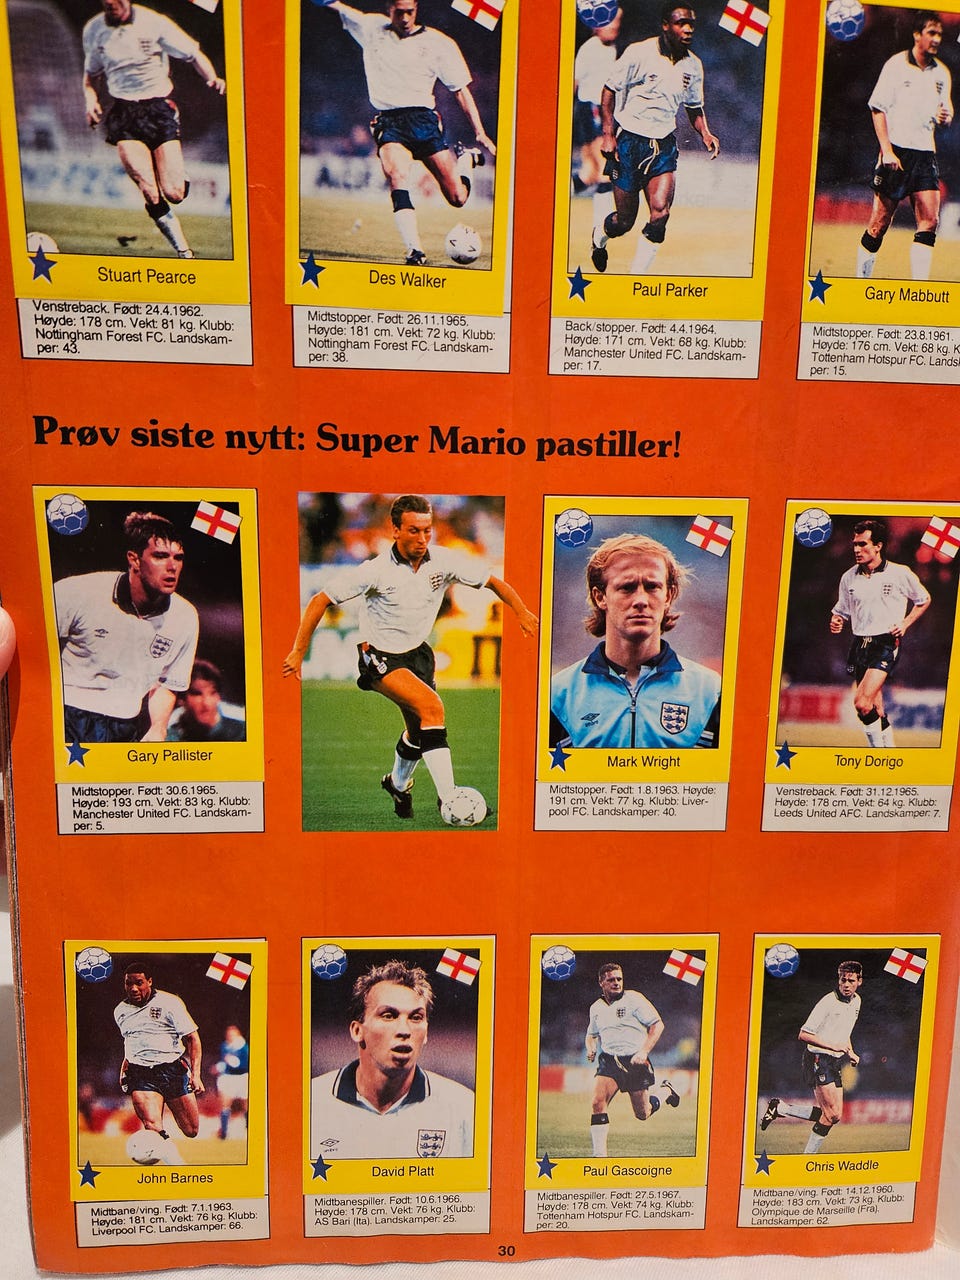 Stuart Pearce
Venstreback. Født: 24.4.1962.
Høyde: 178 cm. Vekt: 81 kg. Klubb:
Nottingham Forest FC. Landskam-
per: 43.
Des Walker
Midtstopper. Født: 26.11.1965.
Høyde: 181 cm. Vekt: 72 kg. Klubb:
Nottingham Forest FC. Landskam-
per: 38.
Paul Parker
Back/stopper. Født: 4.4.1964.
Høyde: 171 cm. Vekt: 68 kg. Klubb:
Manchester United FC. Landskam-
per: 17.
Gary Mabbutt
Midtstopper. Født: 23.8.1961.
Høyde: 176 cm. Vekt: 68 kg. K
Tottenham Hotspur FC. Lands
per: 15.
Prøv siste nytt: Super Mario pastiller!
Gary Pallister
Midtstopper. Født: 30.6.1965.
Høyde: 193 cm. Vekt: 83 kg. Klubb:
Manchester United FC. Landskam-
per: 5.
Mark Wright
Midtstopper. Født: 1.8.1963. Høyde:
191 cm. Vekt: 77 kg. Klubb: Liver-
pool FC. Landskamper: 40.
Tony Dorigo
Venstreback. Født: 31.12.1965.
Høyde: 178 cm. Vekt: 64 kg. Klubb:
Leeds United AFC. Landskamper: 7.
John Barnes
Midtbane/ving. Født: 7.1.1963.
Høyde: 181 cm. Vekt: 76 kg. Klubb:
Liverpool FC. Landskamper: 66.
David Platt
Midtbanespiller. Født: 10.6.1966.
Høyde: 178 cm. Vekt: 76 kg. Klubb:
AS Bari (Ita). Landskamper: 25.
Paul Gascoigne
Midtbanespiller. Født: 27.5.1967.
Høyde: 178 cm. Vekt: 74 kg. Klubb:
Tottenham Hotspur FC. Landskam-
per: 20.
Chris Waddle
Midtbane/ving. Født: 14.12.1960.
Høyde: 183 cm. Vekt: 73 kg. Klubb:
Olympique de Marseille (Fra).
Landskamper: 62.
30